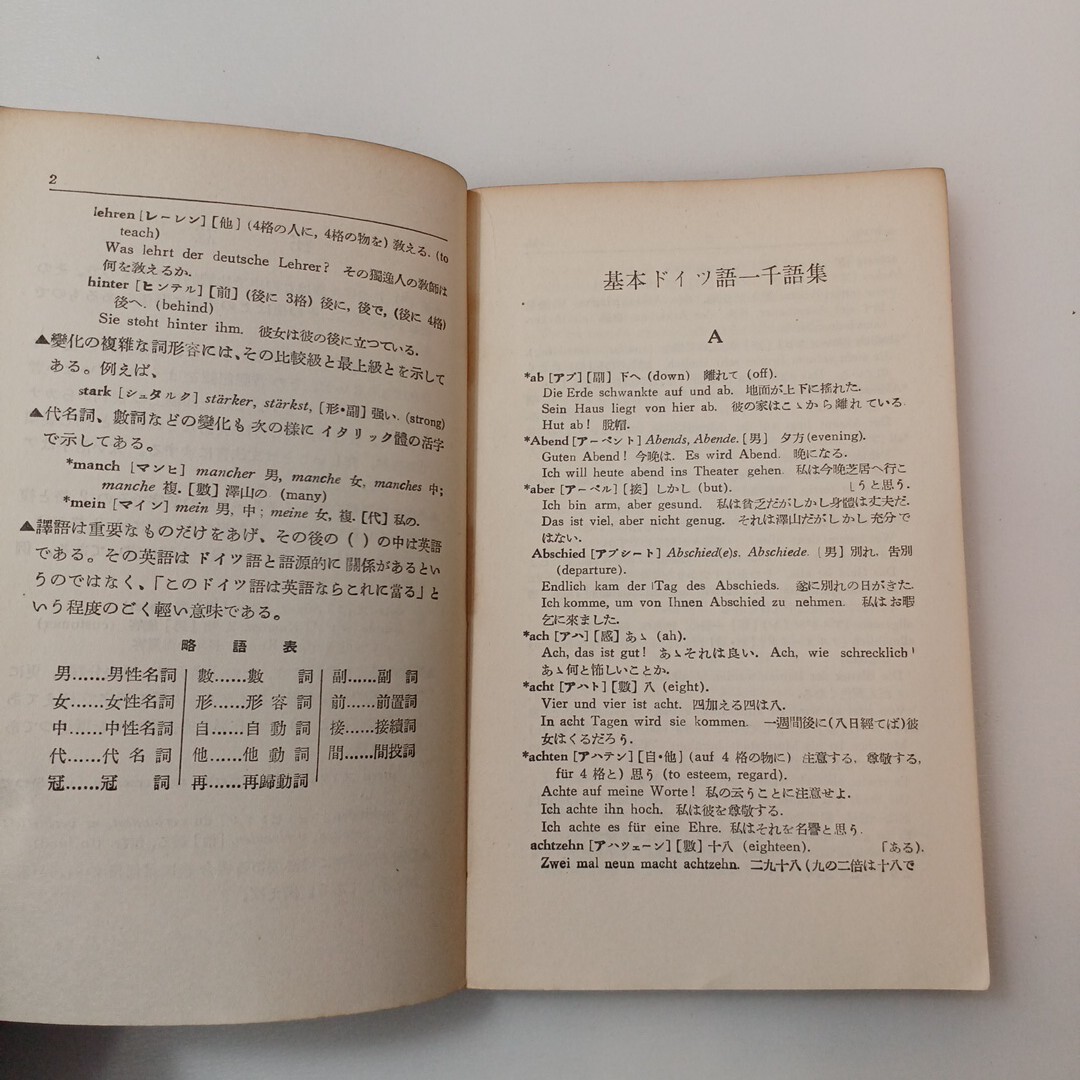 2
lehren [レーレン] [他] (4格の人に, 4格の物を) 敎える. (to
teach)
Was lehrt der deutsche Lehrer? その獨逸人の敎師は
何を敎えるか.
hinter [ヒンテル] [前] (後に 3格) 後に, 後で, (後に 4格)
後へ. (behind)
Sie steht hinter ihm. 彼女は彼の後に立つている.
▲變化の複雜な詞形容には、その比較級と最上級とを示して
ある。例えば、
stark [シュタルク] stärker, stärkst, [形・副] 强い. (strong)
▲代名詞、數詞などの變化も次の樣にイタリック體の活字
で示してある。
*manch [マンヒ] mancher 男, manche 女, manches 中;
manche 複. [數] 澤山の. (many)
*mein [マイン] mein 男, 中; meine 女, 複. [代] 私の.
▲譯語は重要なものだけをあげ、その後の ( ) の中は英語
である。その英語はドイツ語と語源的に關係があるとい
うのではなく、「このドイツ語は英語ならこれに當る」と
いう程度のごく輕い意味である。
略語表
男……男性名詞 數……數詞 副……副詞
女……女性名詞 形……形容詞 前……前置詞
中……中性名詞 自……自動詞 接……接續詞
代……代名詞 他……他動詞 間……間投詞
冠……冠詞 再……再歸動詞
基本ドイツ語一千語集
A
*ab [アプ] [副] 下へ (down) 離れて (off).
Die Erde schwankte auf und ab. 地面が上下に搖れた.
Sein Haus liegt von hier ab. 彼の家はこゝから離れている.
Hut ab! 脫帽.
*Abend [アーベント] Abends, Abende. [男] 夕方(evening).
Guten Abend! 今晩は. Es wird Abend. 晩になる.
Ich will heute abend ins Theater gehen. 私は今晩芝居へ行こ
*aber [アーベル] [接] しかし (but). [うと思う.
Ich bin arm, aber gesund. 私は貧乏だがしかし身體は丈夫だ.
Das ist viel, aber nicht genug. それは澤山だがしかし充分で
はない.
Abschied [アプシート] Abschied(e)s. Abschiede. [男] 別れ, 告別
(departure).
Endlich kam der Tag des Abschieds. 遂に別れの日がきた.
Ich komme, um von Ihnen Abschied zu nehmen. 私はお暇
乞に來ました.
*ach [アハ] [感] あゝ (ah).
Ach, das ist gut! あゝそれは良い. Ach, wie schrecklich!
あゝ何と怖しいことか.
*acht [アハト] [數] 八 (eight).
Vier und vier ist acht. 四加える四は八.
In acht Tagen wird sie kommen. 一週間後に(八日經てば)彼
女はくるだろう.
*achten [アハテン] [自・他] (auf 4 格の物に) 注意する, 尊敬する,
für 4 格と) 思う (to esteem, regard).
Achte auf meine Worte! 私の云うことに注意せよ.
Ich achte ihn hoch. 私は彼を尊敬する.
Ich achte es für eine Ehre. 私はそれを名譽と思う.
achtzehn [アハツェーン] [數] 十八 (eighteen). 「ある).
Zwei mal neun macht achtzehn. 二九十八 (九の二倍は十八で